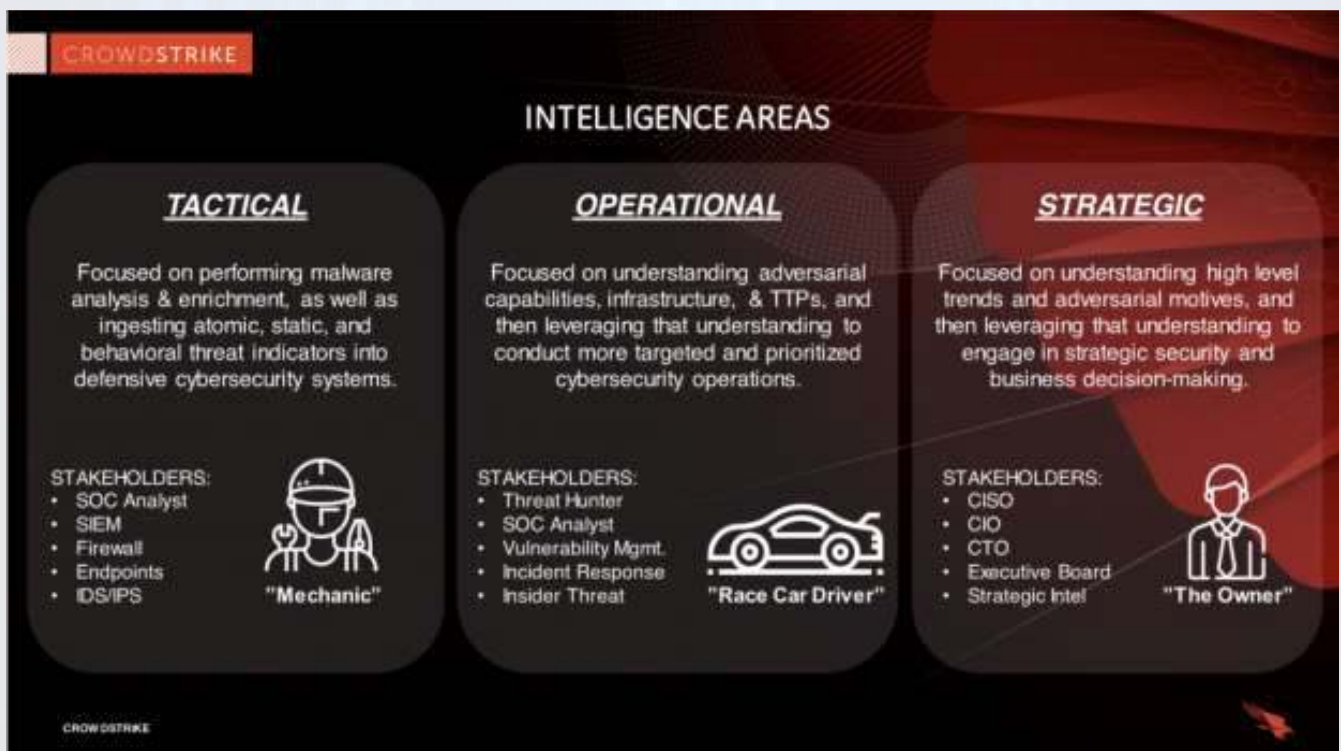 CROWDSTRIKE
INTELLIGENCE AREAS
TACTICAL
Focused on performing malware
analysis & enrichment, as well as
ingesting atomic, static, and
behavioral threat indicators into
defensive cybersecurity systems.
STAKEHOLDERS:
• SOC Analyst
• SIEM
• Firewall
• Endpoints
• IDS/IPS
"Mechanic"
OPERATIONAL
Focused on understanding adversarial
capabilities, infrastructure, & TTPs, and
then leveraging that understanding to
conduct more targeted and prioritized
cybersecurity operations.
STAKEHOLDERS:
• Threat Hunter
• SOC Analyst
• Vulnerability Mgmt.
• Incident Response
• Insider Threat
"Race Car Driver"
STRATEGIC
Focused on understanding high level
trends and adversarial motives, and
then leveraging that understanding to
engage in strategic security and
business decision-making.
STAKEHOLDERS:
• CISO
• CIO
• CTO
• Executive Board
• Strategic Intel
"The Owner"
CROWDSTRIKE